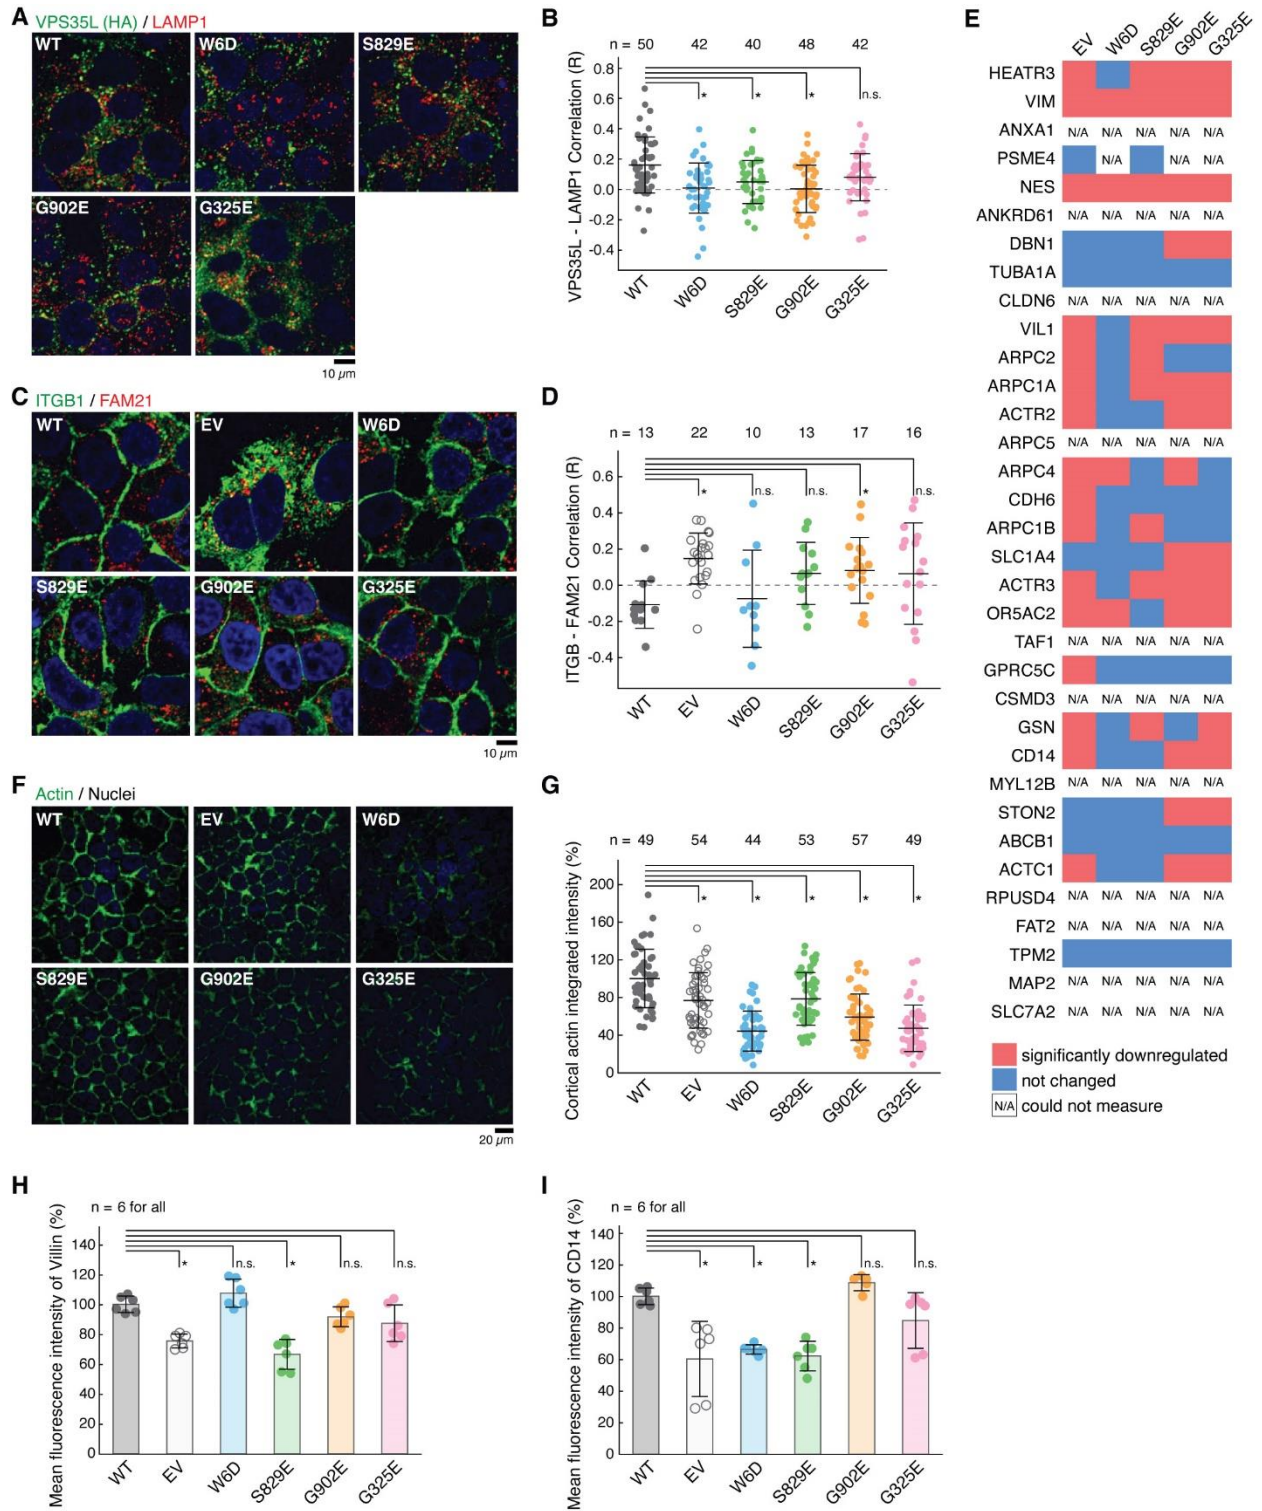 A
VPS35L (HA) / LAMP1
WT
W6D
S829E
G902E
G325E
10 µm
B
n = 50 42 40 48 42
VPS35L - LAMP1 Correlation (R)
0.8
0.6
0.4
0.2
0.0
-0.2
-0.4
* * * n.s.
WT W6D S829E G902E G325E
C
ITGB1 / FAM21
WT
EV
W6D
S829E
G902E
G325E
10 µm
D
n = 13 22 10 13 17 16
ITGB - FAM21 Correlation (R)
0.6
0.4
0.2
0.0
-0.2
-0.4
* n.s. n.s. * n.s.
WT EV W6D S829E G902E G325E
E
EV W6D S829E G902E G325E
HEATR3
VIM
ANXA1 N/A N/A N/A N/A N/A
PSME4 N/A N/A N/A
NES
ANKRD61 N/A N/A N/A N/A N/A
DBN1
TUBA1A
CLDN6 N/A N/A N/A N/A N/A
VIL1
ARPC2
ARPC1A
ACTR2
ARPC5 N/A N/A N/A N/A N/A
ARPC4
CDH6
ARPC1B
SLC1A4
ACTR3
OR5AC2
TAF1 N/A N/A N/A N/A N/A
GPRC5C
CSMD3 N/A N/A N/A N/A N/A
GSN
CD14
MYL12B N/A N/A N/A N/A N/A
STON2
ABCB1
ACTC1
RPUSD4 N/A N/A N/A N/A N/A
FAT2 N/A N/A N/A N/A N/A
TPM2
MAP2 N/A N/A N/A N/A N/A
SLC7A2 N/A N/A N/A N/A N/A
significantly downregulated
not changed
N/A could not measure
F
Actin / Nuclei
WT
EV
W6D
S829E
G902E
G325E
20 µm
G
n = 49 54 44 53 57 49
Cortical actin integrated intensity (%)
200
160
120
80
40
0
* * * * *
WT EV W6D S829E G902E G325E
H
n = 6 for all
Mean fluorescence intensity of Villin (%)
140
120
100
80
60
40
20
0
* n.s. * n.s. n.s.
WT EV W6D S829E G902E G325E
I
n = 6 for all
Mean fluorescence intensity of CD14 (%)
140
120
100
80
60
40
20
0
* * * n.s. n.s.
WT EV W6D S829E G902E G325E